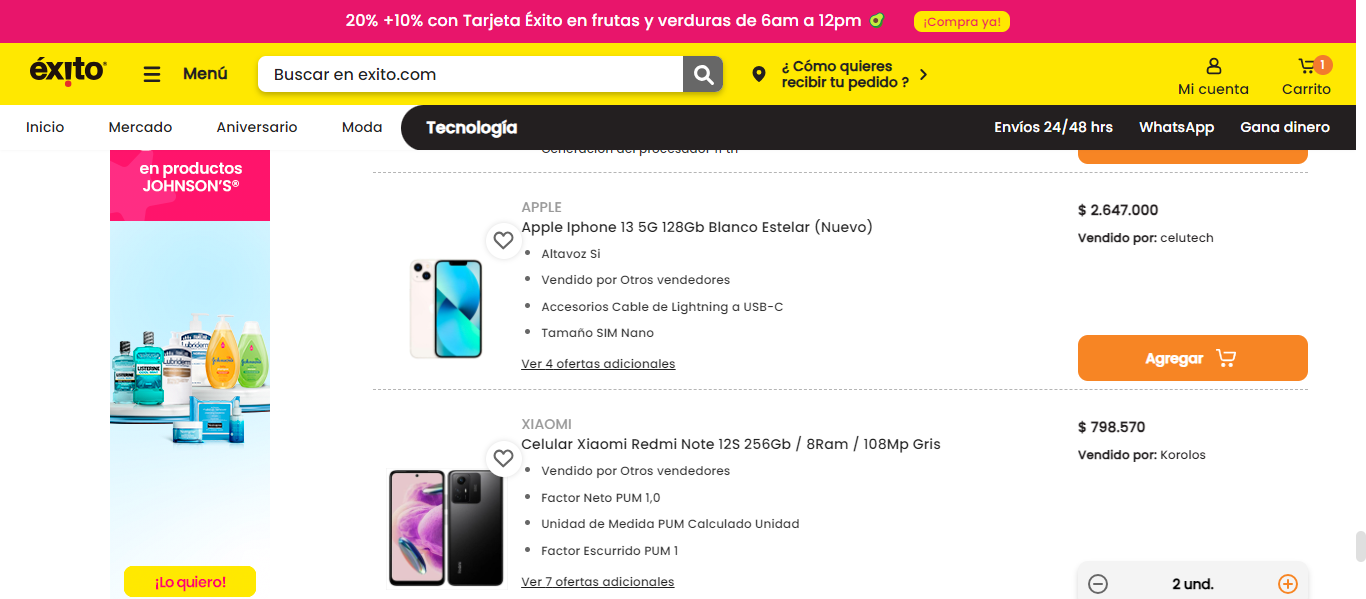 20% +10% con Tarjeta Éxito en frutas y verduras de 6am a 12pm
¡Compra ya!
éxito
Menú
Buscar en exito.com
¿ Cómo quieres
recibir tu pedido ?
Mi cuenta
1
Carrito
Inicio
Mercado
Aniversario
Moda
Tecnología
Envíos 24/48 hrs
WhatsApp
Gana dinero
en productos
JOHNSON'S®
¡Lo quiero!
APPLE
Apple Iphone 13 5G 128Gb Blanco Estelar (Nuevo)
Altavoz Si
Vendido por Otros vendedores
Accesorios Cable de Lightning a USB-C
Tamaño SIM Nano
Ver 4 ofertas adicionales
$ 2.647.000
Vendido por: celutech
Agregar
XIAOMI
Celular Xiaomi Redmi Note 12S 256Gb / 8Ram / 108Mp Gris
Vendido por Otros vendedores
Factor Neto PUM 1,0
Unidad de Medida PUM Calculado Unidad
Factor Escurrido PUM 1
Ver 7 ofertas adicionales
$ 798.570
Vendido por: Korolos
2 und.